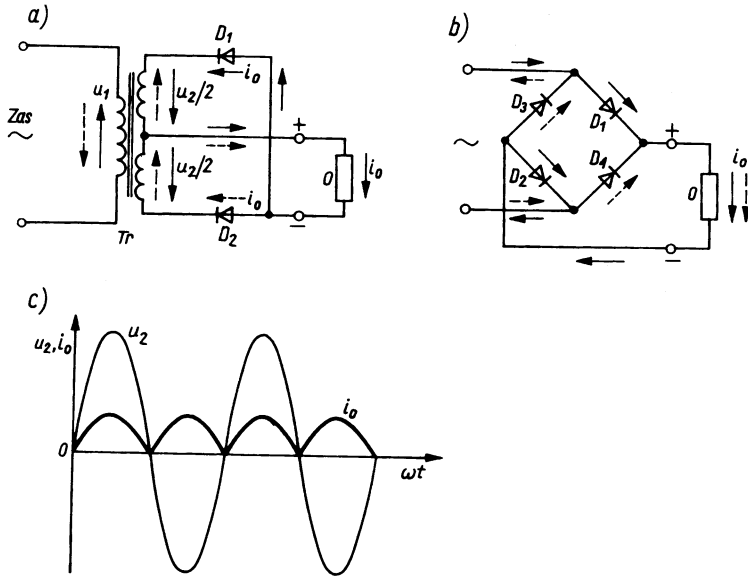 a)
D₁
i₀
u₁
u₂/2
Zas
~
+
u₂/2
0
i₀
i₀
D₂
−
Tr
b)
D₃
D₁
~
+
D₂
D₄
0
i₀
−
c)
u₂, i₀
u₂
i₀
0
ωt